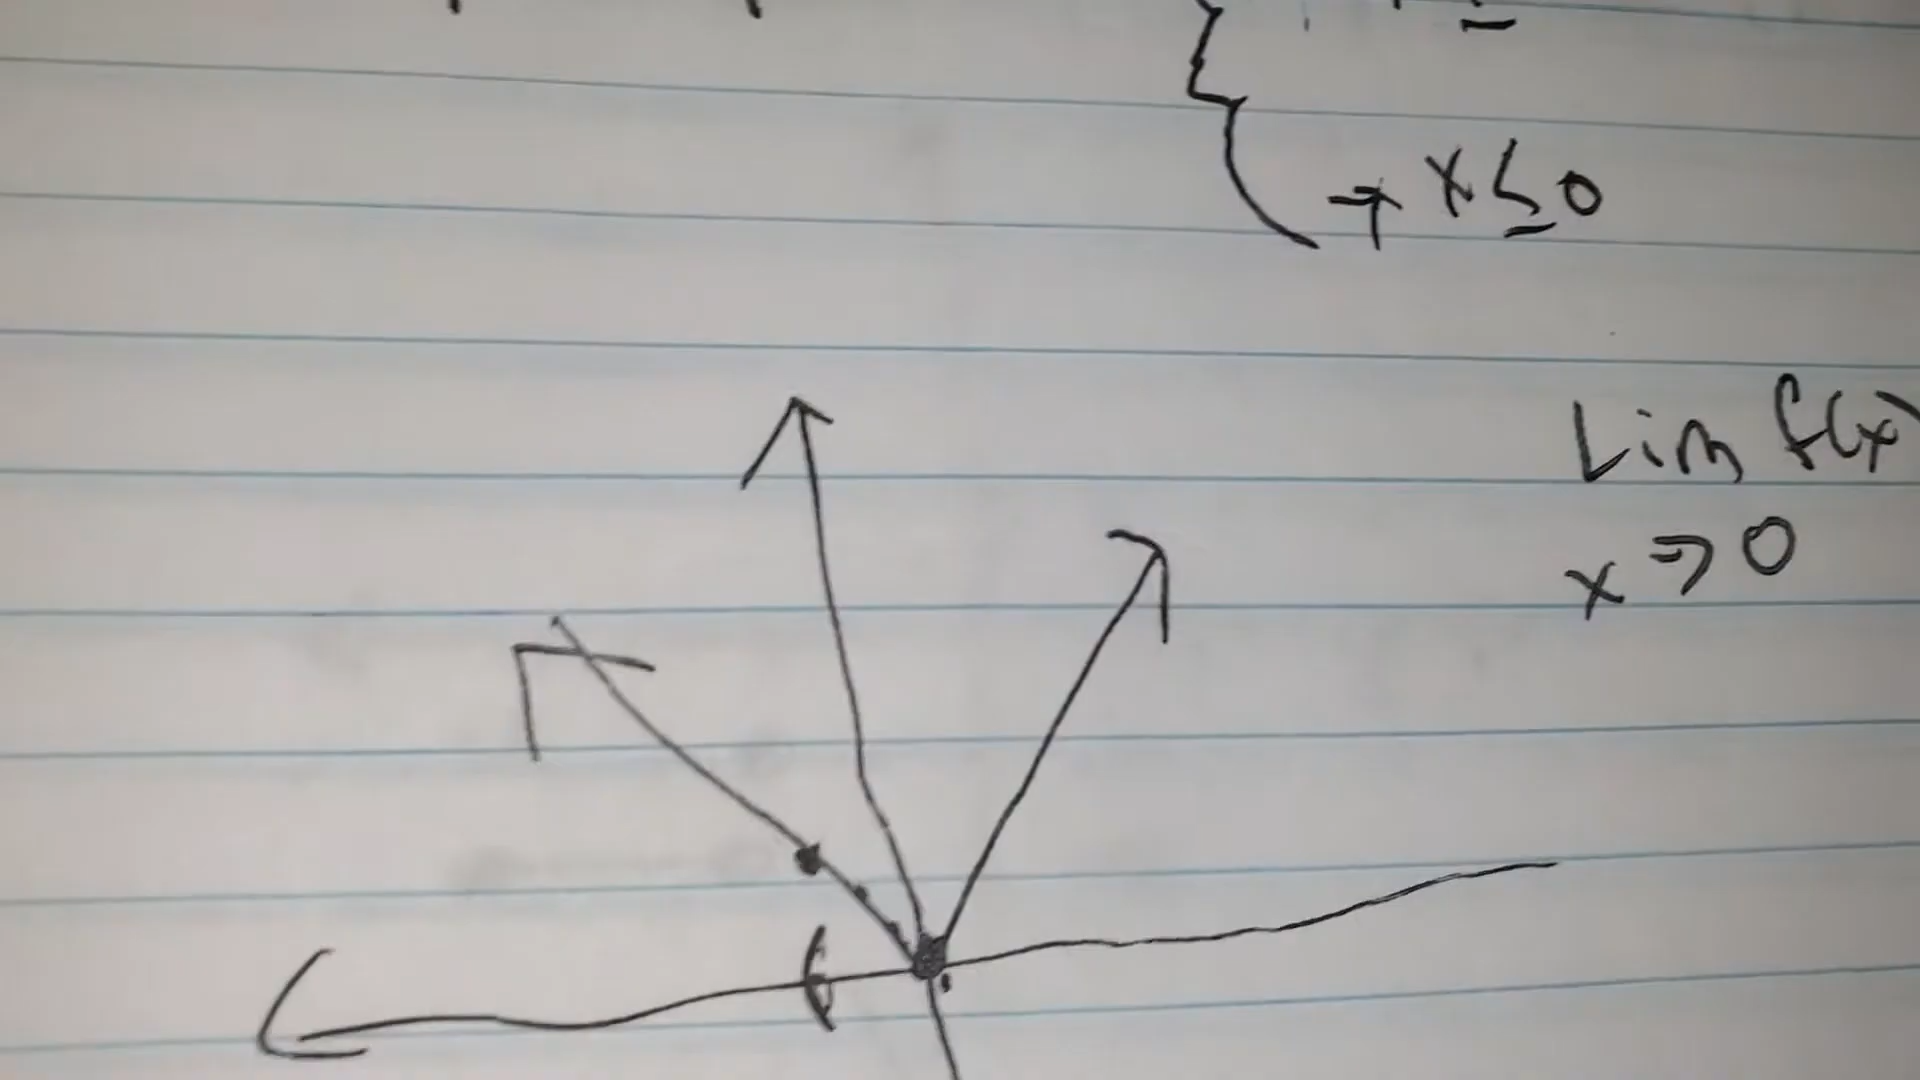 → x ≤ 0
Lim f(x)
x → 0